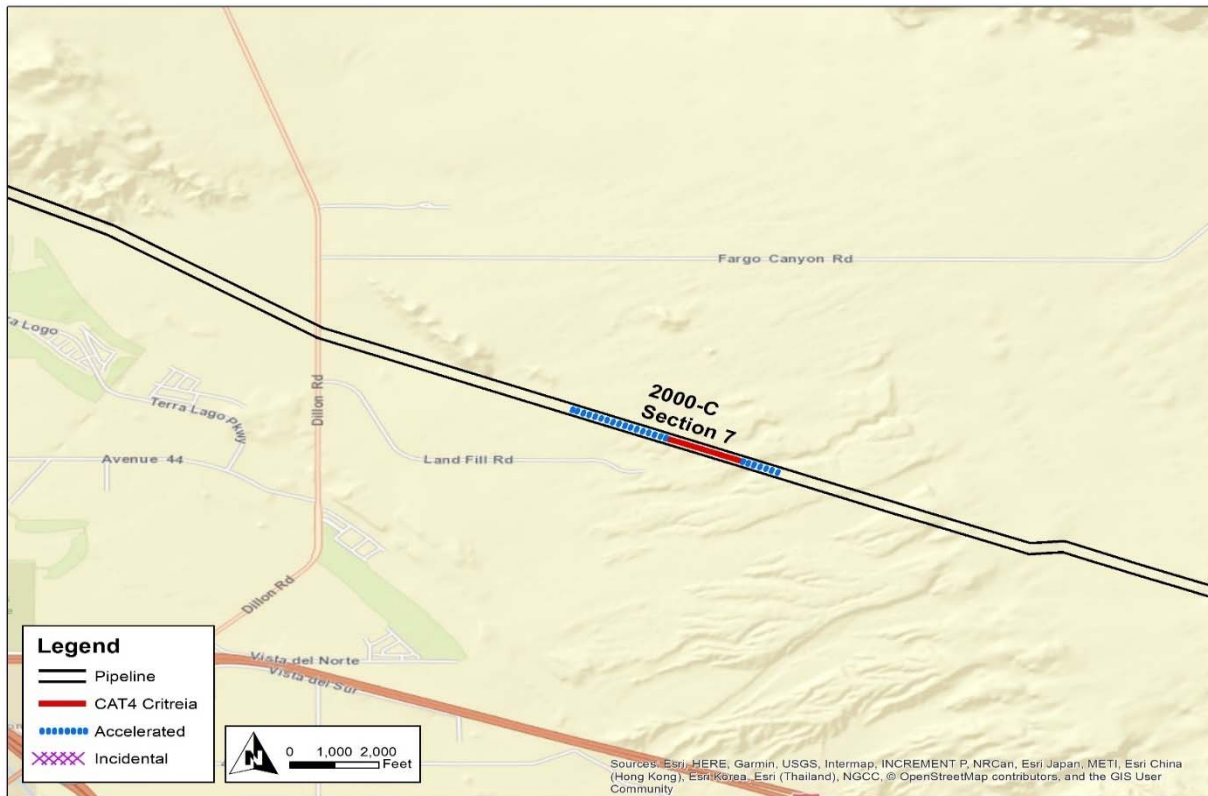 Fargo Canyon Rd
ra Logo
Dillon Rd
Terra Lago Pkwy
Avenue 44
Land Fill Rd
2000-C
Section 7
Dillon Rd
Vista del Norte
Vista del Sur
Legend
Pipeline
CAT4 Critreia
Accelerated
Incidental
N
0 1,000 2,000
Feet
Sources: Esri, HERE, Garmin, USGS, Intermap, INCREMENT P, NRCan, Esri Japan, METI, Esri China
(Hong Kong), Esri Korea, Esri (Thailand), NGCC, © OpenStreetMap contributors, and the GIS User
Community